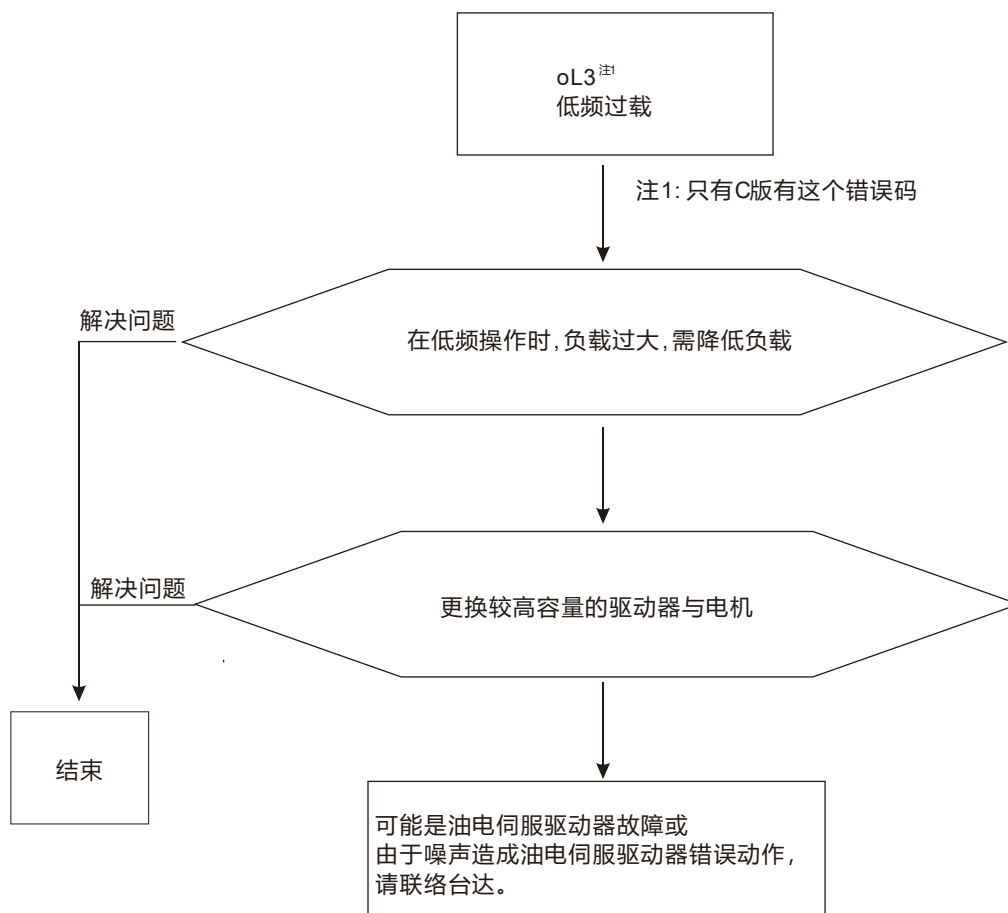 oL3注1
低频过载
注1: 只有C版有这个错误码
解决问题
在低频操作时,负载过大,需降低负载
解决问题
更换较高容量的驱动器与电机
结束
可能是油电伺服驱动器故障或
由于噪声造成油电伺服驱动器错误动作,
请联络台达。